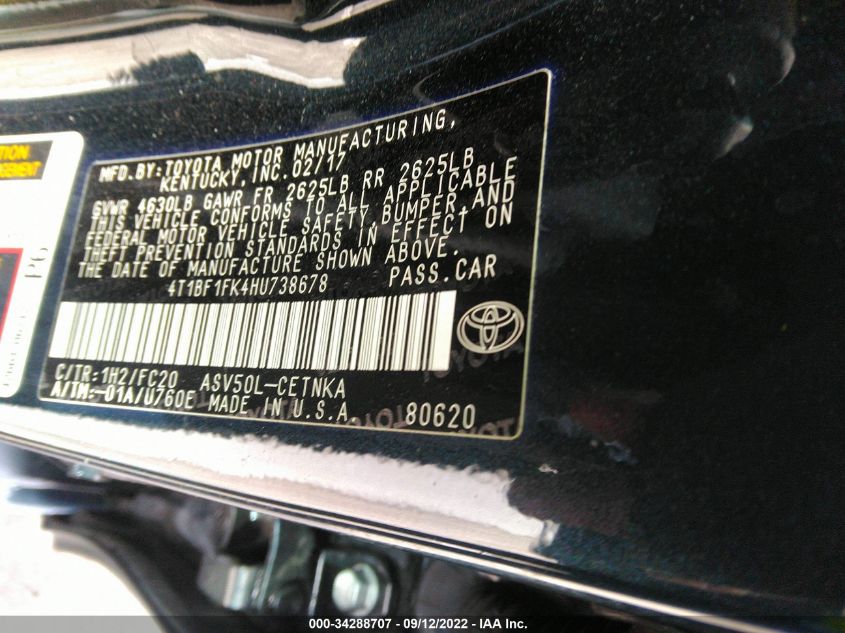 MFD.BY:TOYOTA MOTOR MANUFACTURING,
KENTUCKY, INC. 02/17
GVWR 4630LB GAWR FR 2625LB RR 2625LB
THIS VEHICLE CONFORMS TO ALL APPLICABLE
FEDERAL MOTOR VEHICLE SAFETY, BUMPER, AND
THEFT PREVENTION STANDARDS IN EFFECT ON
THE DATE OF MANUFACTURE SHOWN ABOVE.
4T1BF1FK4HU738678 PASS.CAR
C/TR:1H2/FC20 ASV50L-CETNKA
A/TM:-01A/U760E MADE IN U.S.A. 80620
000-34288707 - 09/12/2022 - IAA Inc.